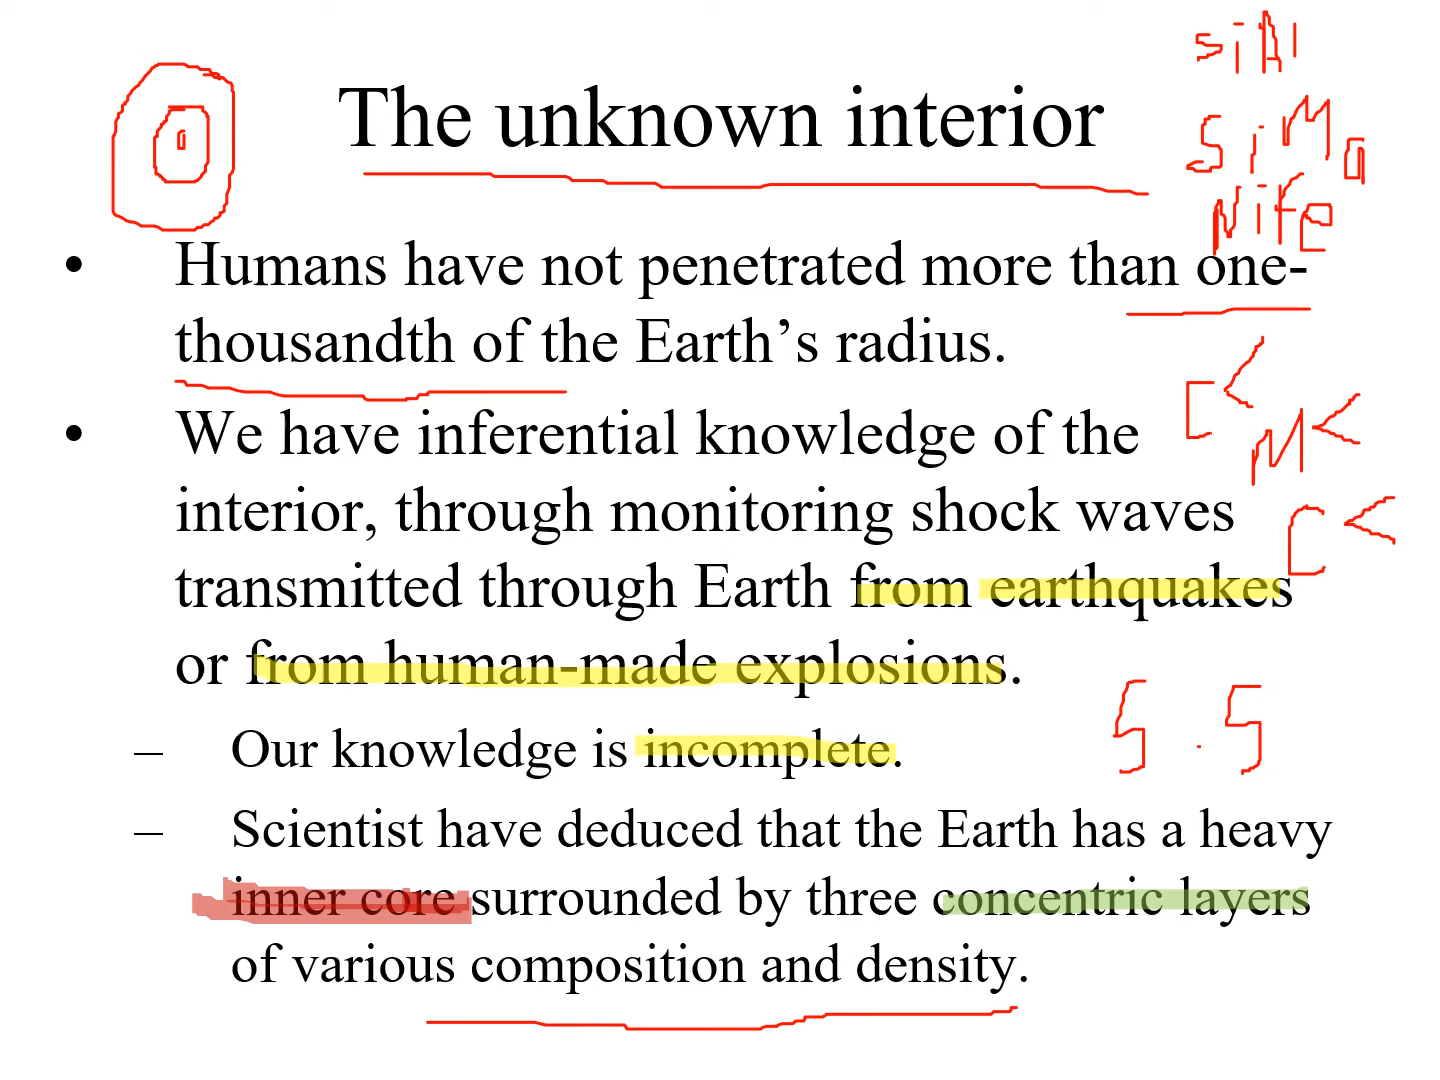 SiAl
The unknown interior
SiMa
Nife
• Humans have not penetrated more than one-
thousandth of the Earth’s radius.
C <
• We have inferential knowledge of the
M <
interior, through monitoring shock waves
C <
transmitted through Earth from earthquakes
or from human-made explosions.
– Our knowledge is incomplete.
5.5
– Scientist have deduced that the Earth has a heavy
inner core surrounded by three concentric layers
of various composition and density.